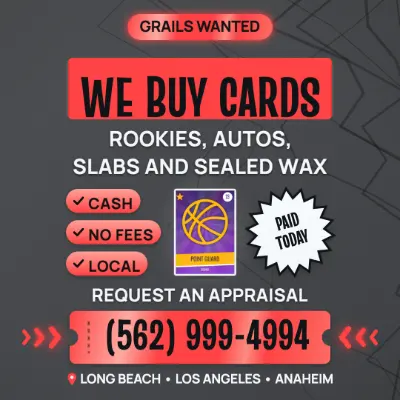 GRAILS WANTED
WE BUY CARDS
ROOKIES, AUTOS,
SLABS AND SEALED WAX
CASH
NO FEES
LOCAL
POINT GUARD
PAID
TODAY
REQUEST AN APPRAISAL
(562) 999-4994
LONG BEACH • LOS ANGELES • ANAHEIM